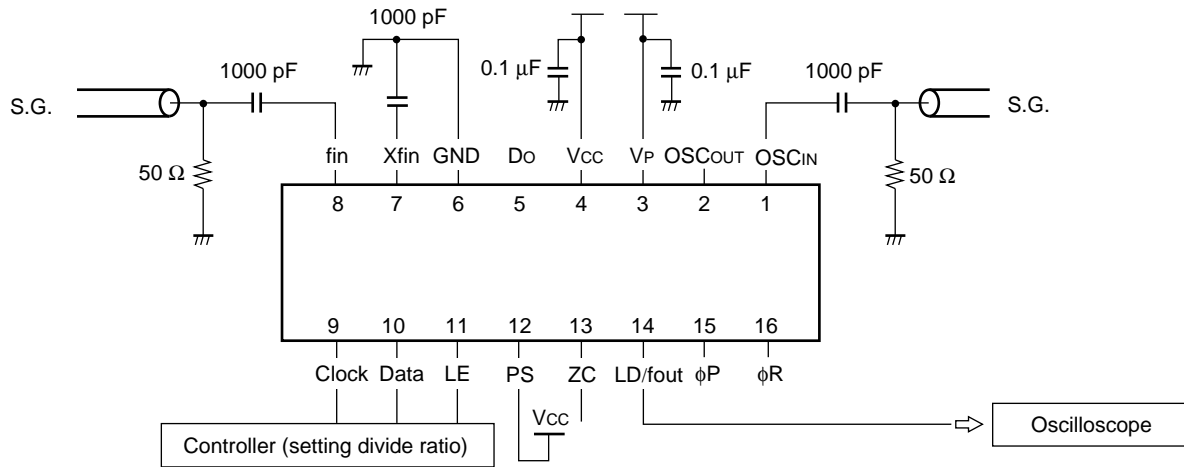 1000 pF
1000 pF
0.1 µF
0.1 µF
1000 pF
S.G.
S.G.
50 Ω
50 Ω
fin Xfin GND DO VCC VP OSCOUT OSCIN
8 7 6 5 4 3 2 1
9 10 11 12 13 14 15 16
Clock Data LE PS ZC LD/fout ϕP ϕR
VCC
Controller (setting divide ratio)
Oscilloscope